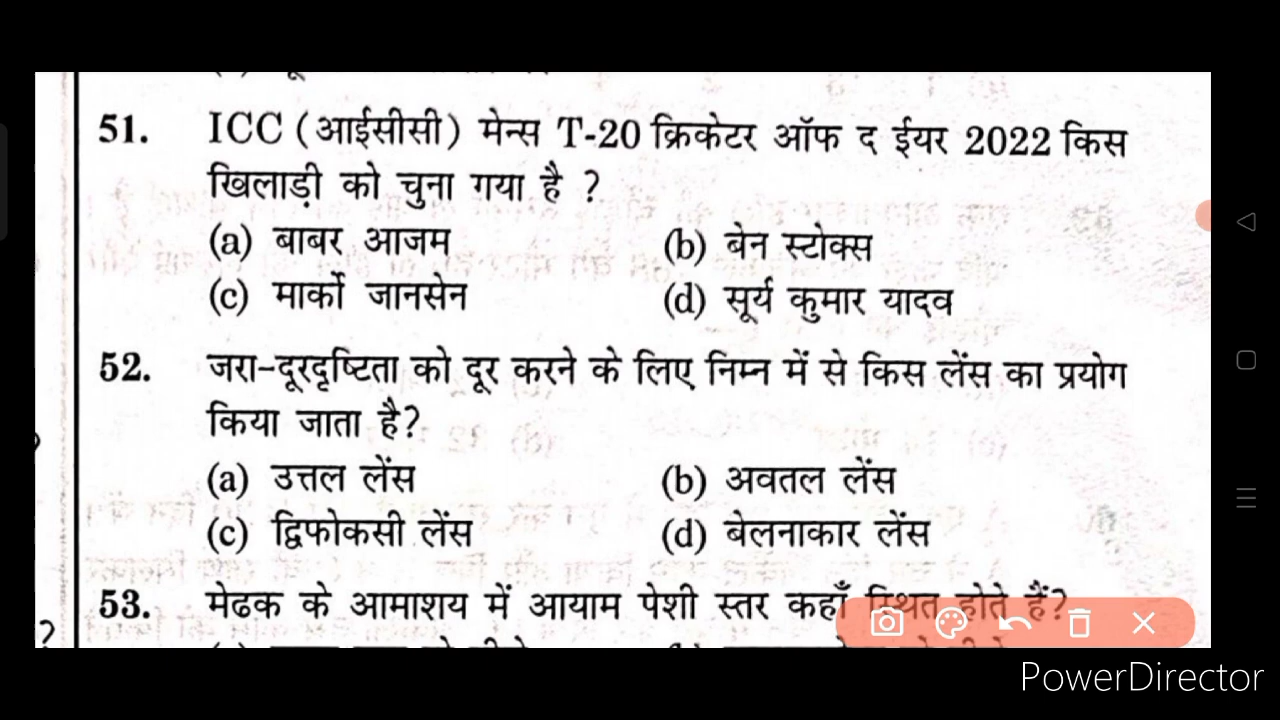 51. ICC (आईसीसी) मेन्स T-20 क्रिकेटर ऑफ द ईयर 2022 किस
खिलाड़ी को चुना गया है ?
(a) बाबर आजम (b) बेन स्टोक्स
(c) मार्को जानसेन (d) सूर्य कुमार यादव
52. जरा-दूरदृष्टिता को दूर करने के लिए निम्न में से किस लेंस का प्रयोग
किया जाता है?
(a) उत्तल लेंस (b) अवतल लेंस
(c) द्विफोकसी लेंस (d) बेलनाकार लेंस
53. मेढक के आमाशय में आयाम पेशी स्तर कहाँ स्थित होते हैं?
?
PowerDirector